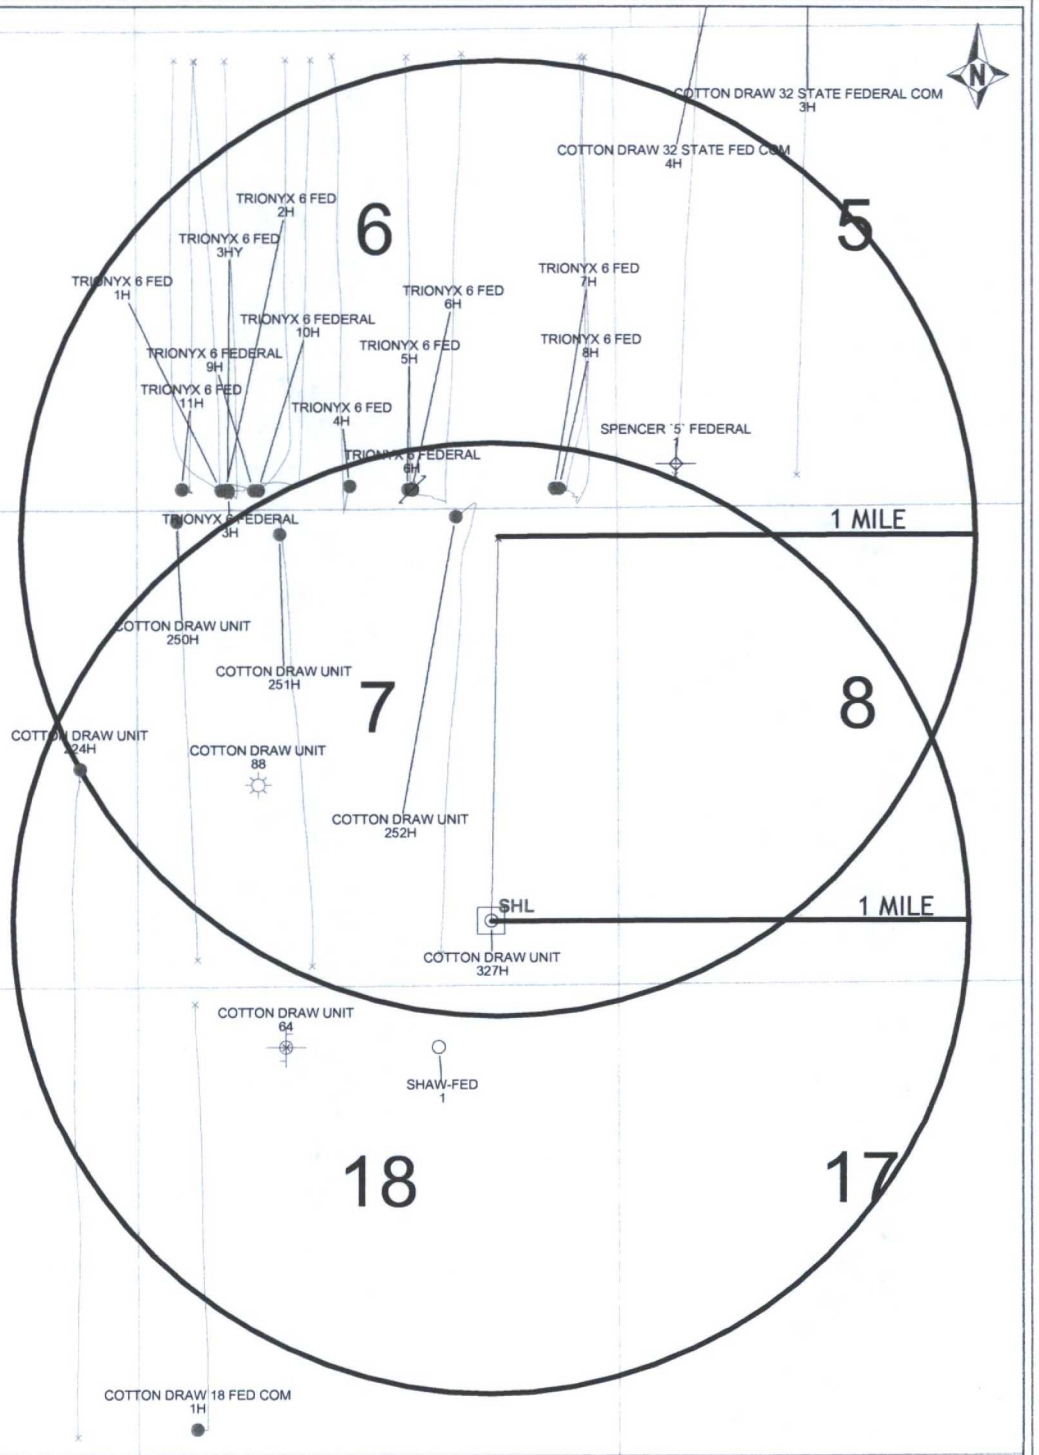 N
COTTON DRAW 32 STATE FEDERAL COM
3H
COTTON DRAW 32 STATE FED COM
4H
TRIONYX 6 FED
2H
6
5
TRIONYX 6 FED
3HY
TRIONYX 6 FED
1H
TRIONYX 6 FED
7H
TRIONYX 6 FED
6H
TRIONYX 6 FEDERAL
10H
TRIONYX 6 FED
5H
TRIONYX 6 FED
8H
TRIONYX 6 FEDERAL
9H
TRIONYX 6 FED
11H
TRIONYX 6 FED
4H
SPENCER `5` FEDERAL
1
TRIONYX 6 FEDERAL
6H
TRIONYX 6 FEDERAL
3H
1 MILE
COTTON DRAW UNIT
250H
COTTON DRAW UNIT
251H
7
8
COTTON DRAW UNIT
224H
COTTON DRAW UNIT
88
COTTON DRAW UNIT
252H
SHL
1 MILE
COTTON DRAW UNIT
327H
COTTON DRAW UNIT
64
SHAW-FED
1
18
17
COTTON DRAW 18 FED COM
1H